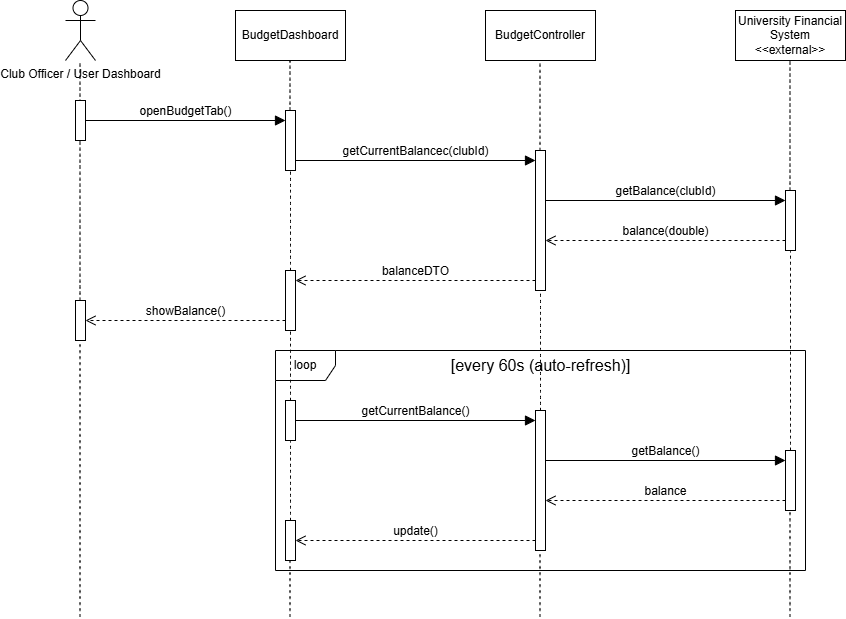 BudgetDashboard
BudgetController
University Financial
System
<<external>>
Club Officer / User Dashboard
openBudgetTab()
getCurrentBalancec(clubId)
getBalance(clubId)
balance(double)
balanceDTO
showBalance()
loop
[every 60s (auto-refresh)]
getCurrentBalance()
getBalance()
balance
update()